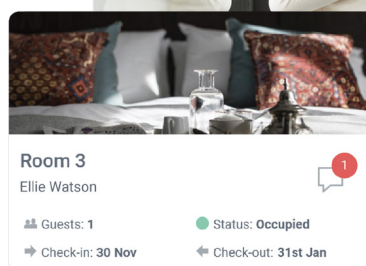 Room 3
1
Ellie Watson
Guests: 1
Status: Occupied
Check-in: 30 Nov
Check-out: 31st Jan